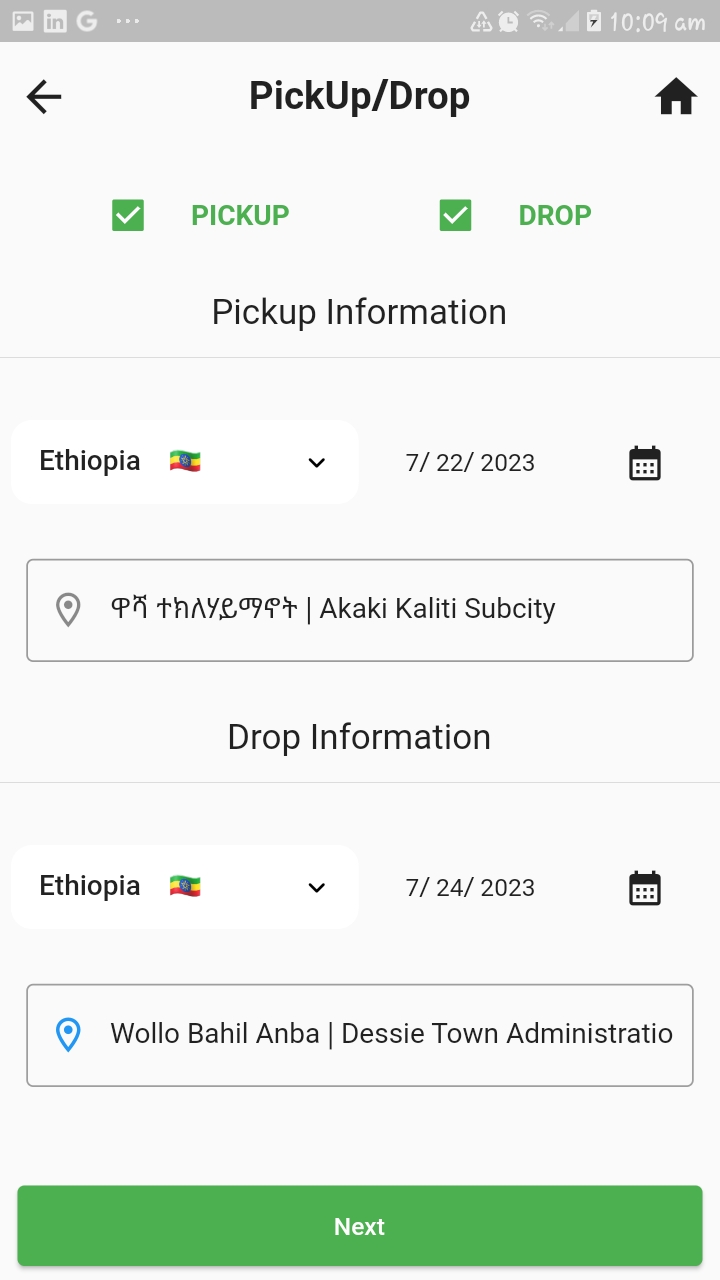 10:09 am
PickUp/Drop
PICKUP DROP
Pickup Information
Ethiopia 7/ 22/ 2023
ዋሻ ተክለሃይማኖት | Akaki Kaliti Subcity
Drop Information
Ethiopia 7/ 24/ 2023
Wollo Bahil Anba | Dessie Town Administratio
Next